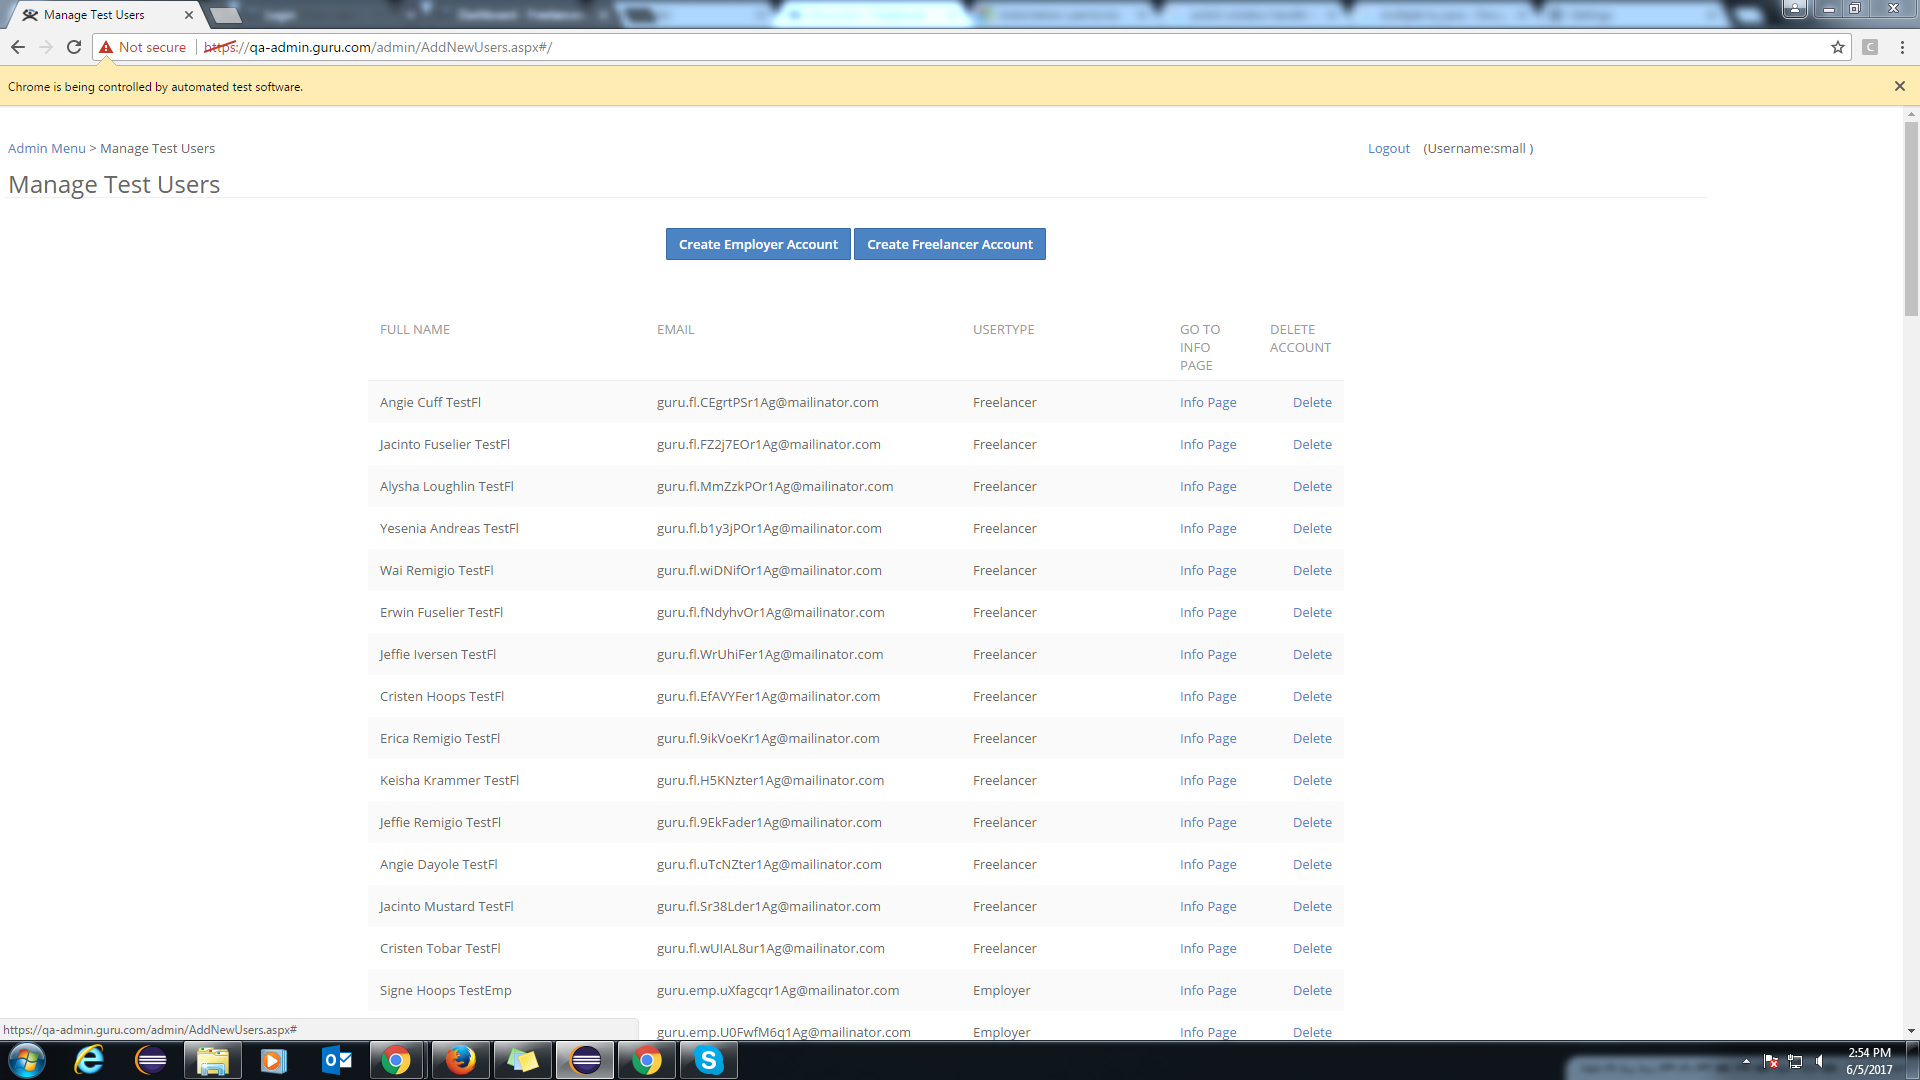 Manage Test Users
Not secure https://qa-admin.guru.com/admin/AddNewUsers.aspx#/
Chrome is being controlled by automated test software.
Admin Menu > Manage Test Users
Logout (Username:small )
Manage Test Users
Create Employer Account Create Freelancer Account
FULL NAME EMAIL USERTYPE GO TO INFO PAGE DELETE ACCOUNT
Angie Cuff TestFl guru.fl.CEgrtPSr1Ag@mailinator.com Freelancer Info Page Delete
Jacinto Fuselier TestFl guru.fl.FZ2j7EOr1Ag@mailinator.com Freelancer Info Page Delete
Alysha Loughlin TestFl guru.fl.MmZzkPOr1Ag@mailinator.com Freelancer Info Page Delete
Yesenia Andreas TestFl guru.fl.b1y3jPOr1Ag@mailinator.com Freelancer Info Page Delete
Wai Remigio TestFl guru.fl.wiDNifOr1Ag@mailinator.com Freelancer Info Page Delete
Erwin Fuselier TestFl guru.fl.fNdyhvOr1Ag@mailinator.com Freelancer Info Page Delete
Jeffie Iversen TestFl guru.fl.WrUhiFer1Ag@mailinator.com Freelancer Info Page Delete
Cristen Hoops TestFl guru.fl.EfAVYFer1Ag@mailinator.com Freelancer Info Page Delete
Erica Remigio TestFl guru.fl.9ikVoeKr1Ag@mailinator.com Freelancer Info Page Delete
Keisha Krammer TestFl guru.fl.H5KNzter1Ag@mailinator.com Freelancer Info Page Delete
Jeffie Remigio TestFl guru.fl.9EkFader1Ag@mailinator.com Freelancer Info Page Delete
Angie Dayole TestFl guru.fl.uTcNZter1Ag@mailinator.com Freelancer Info Page Delete
Jacinto Mustard TestFl guru.fl.Sr38Lder1Ag@mailinator.com Freelancer Info Page Delete
Cristen Tobar TestFl guru.fl.wUIAL8ur1Ag@mailinator.com Freelancer Info Page Delete
Signe Hoops TestEmp guru.emp.uXfagcqr1Ag@mailinator.com Employer Info Page Delete
guru.emp.U0FwfM6q1Ag@mailinator.com Employer Info Page Delete
https://qa-admin.guru.com/admin/AddNewUsers.aspx#
2:54 PM
6/5/2017